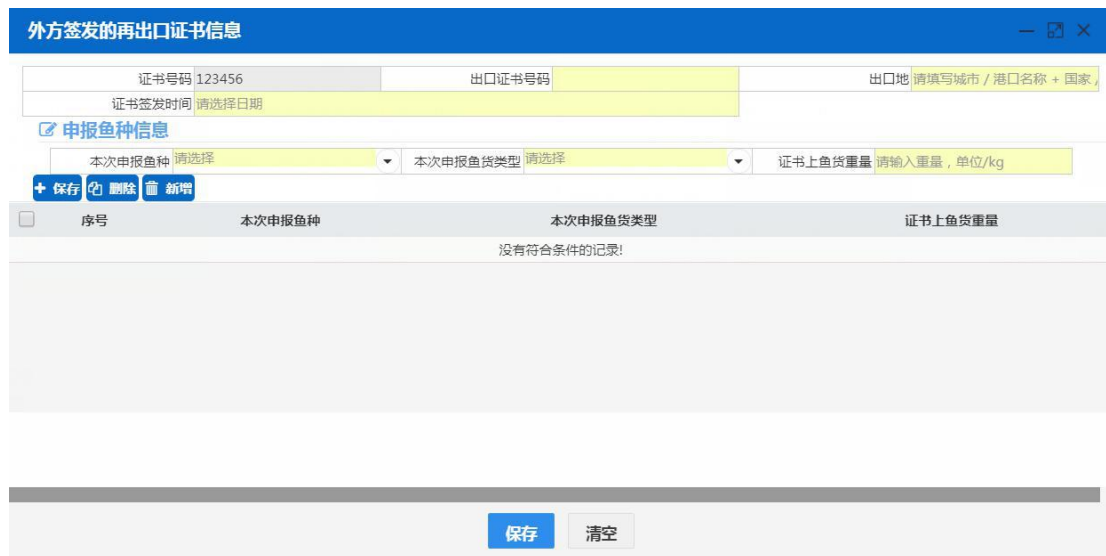 外方签发的再出口证书信息
证书号码 123456 出口证书号码 出口地 请填写城市 / 港口名称 + 国家 /
证书签发时间 请选择日期
申报鱼种信息
本次申报鱼种 请选择 本次申报鱼货类型 请选择 证书上鱼货重量 请输入重量，单位/kg
保存 删除 新增
序号 本次申报鱼种 本次申报鱼货类型 证书上鱼货重量
没有符合条件的记录!
保存 清空